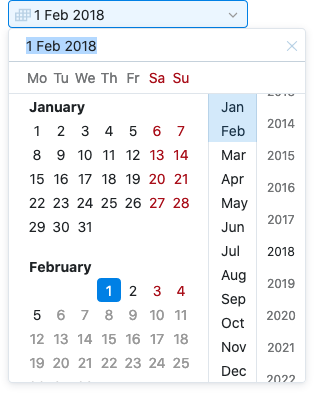 1 Feb 2018
1 Feb 2018
Mo Tu We Th Fr Sa Su
January
1 2 3 4 5 6 7
8 9 10 11 12 13 14
15 16 17 18 19 20 21
22 23 24 25 26 27 28
29 30 31
February
1 2 3 4
5 6 7 8 9 10 11
12 13 14 15 16 17 18
19 20 21 22 23 24 25
Jan
Feb
Mar
Apr
May
Jun
Jul
Aug
Sep
Oct
Nov
Dec
2014
2015
2016
2017
2018
2019
2020
2021
2022